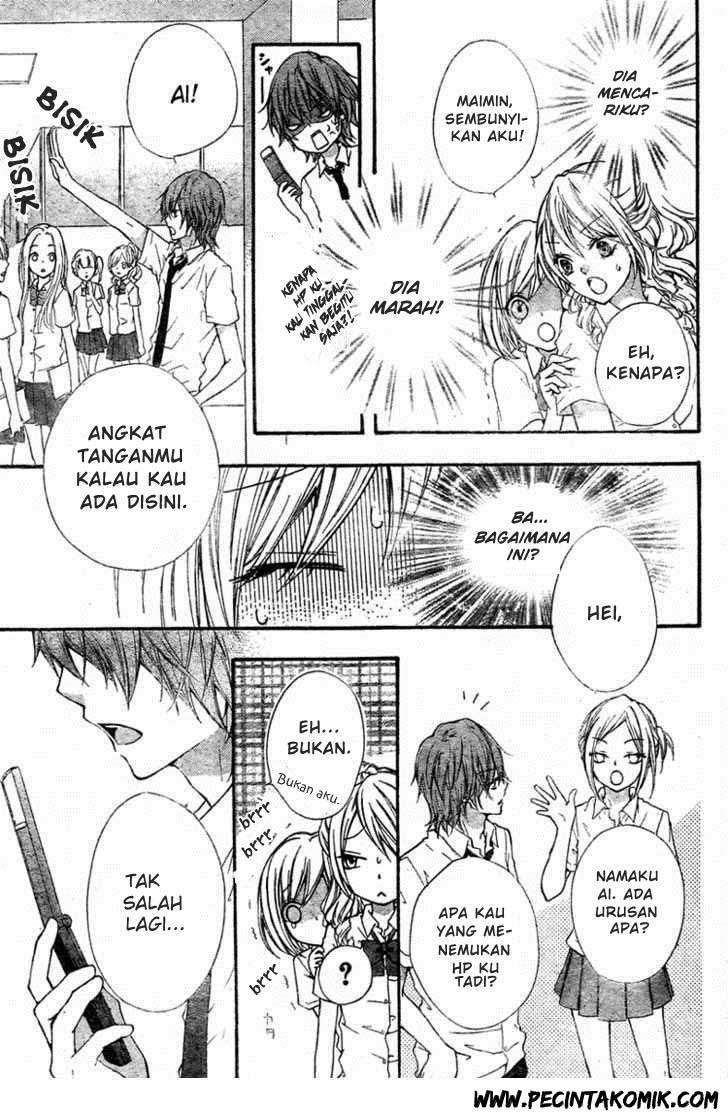 DIA
MENCA-
RIKU?
MAIMIN,
SEMBUNYI-
KAN AKU!
EH,
KENAPA?
DIA
MARAH!
KENAPA
HP KU
KAU TINGGAL-
KAN BEGITU
SAJA?!
AI!
BISIK
BISIK
ANGKAT
TANGANMU
KALAU KAU
ADA DISINI.
BA...
BAGAIMANA
INI?
HEI,
NAMAKU
AI. ADA
URUSAN
APA?
APA KAU
YANG ME-
NEMUKAN
HP KU
TADI?
EH...
BUKAN.
Bukan aku.
brrr
brrr
brrr
?
TAK
SALAH
LAGI...
WWW.PECINTAKOMIK.COM